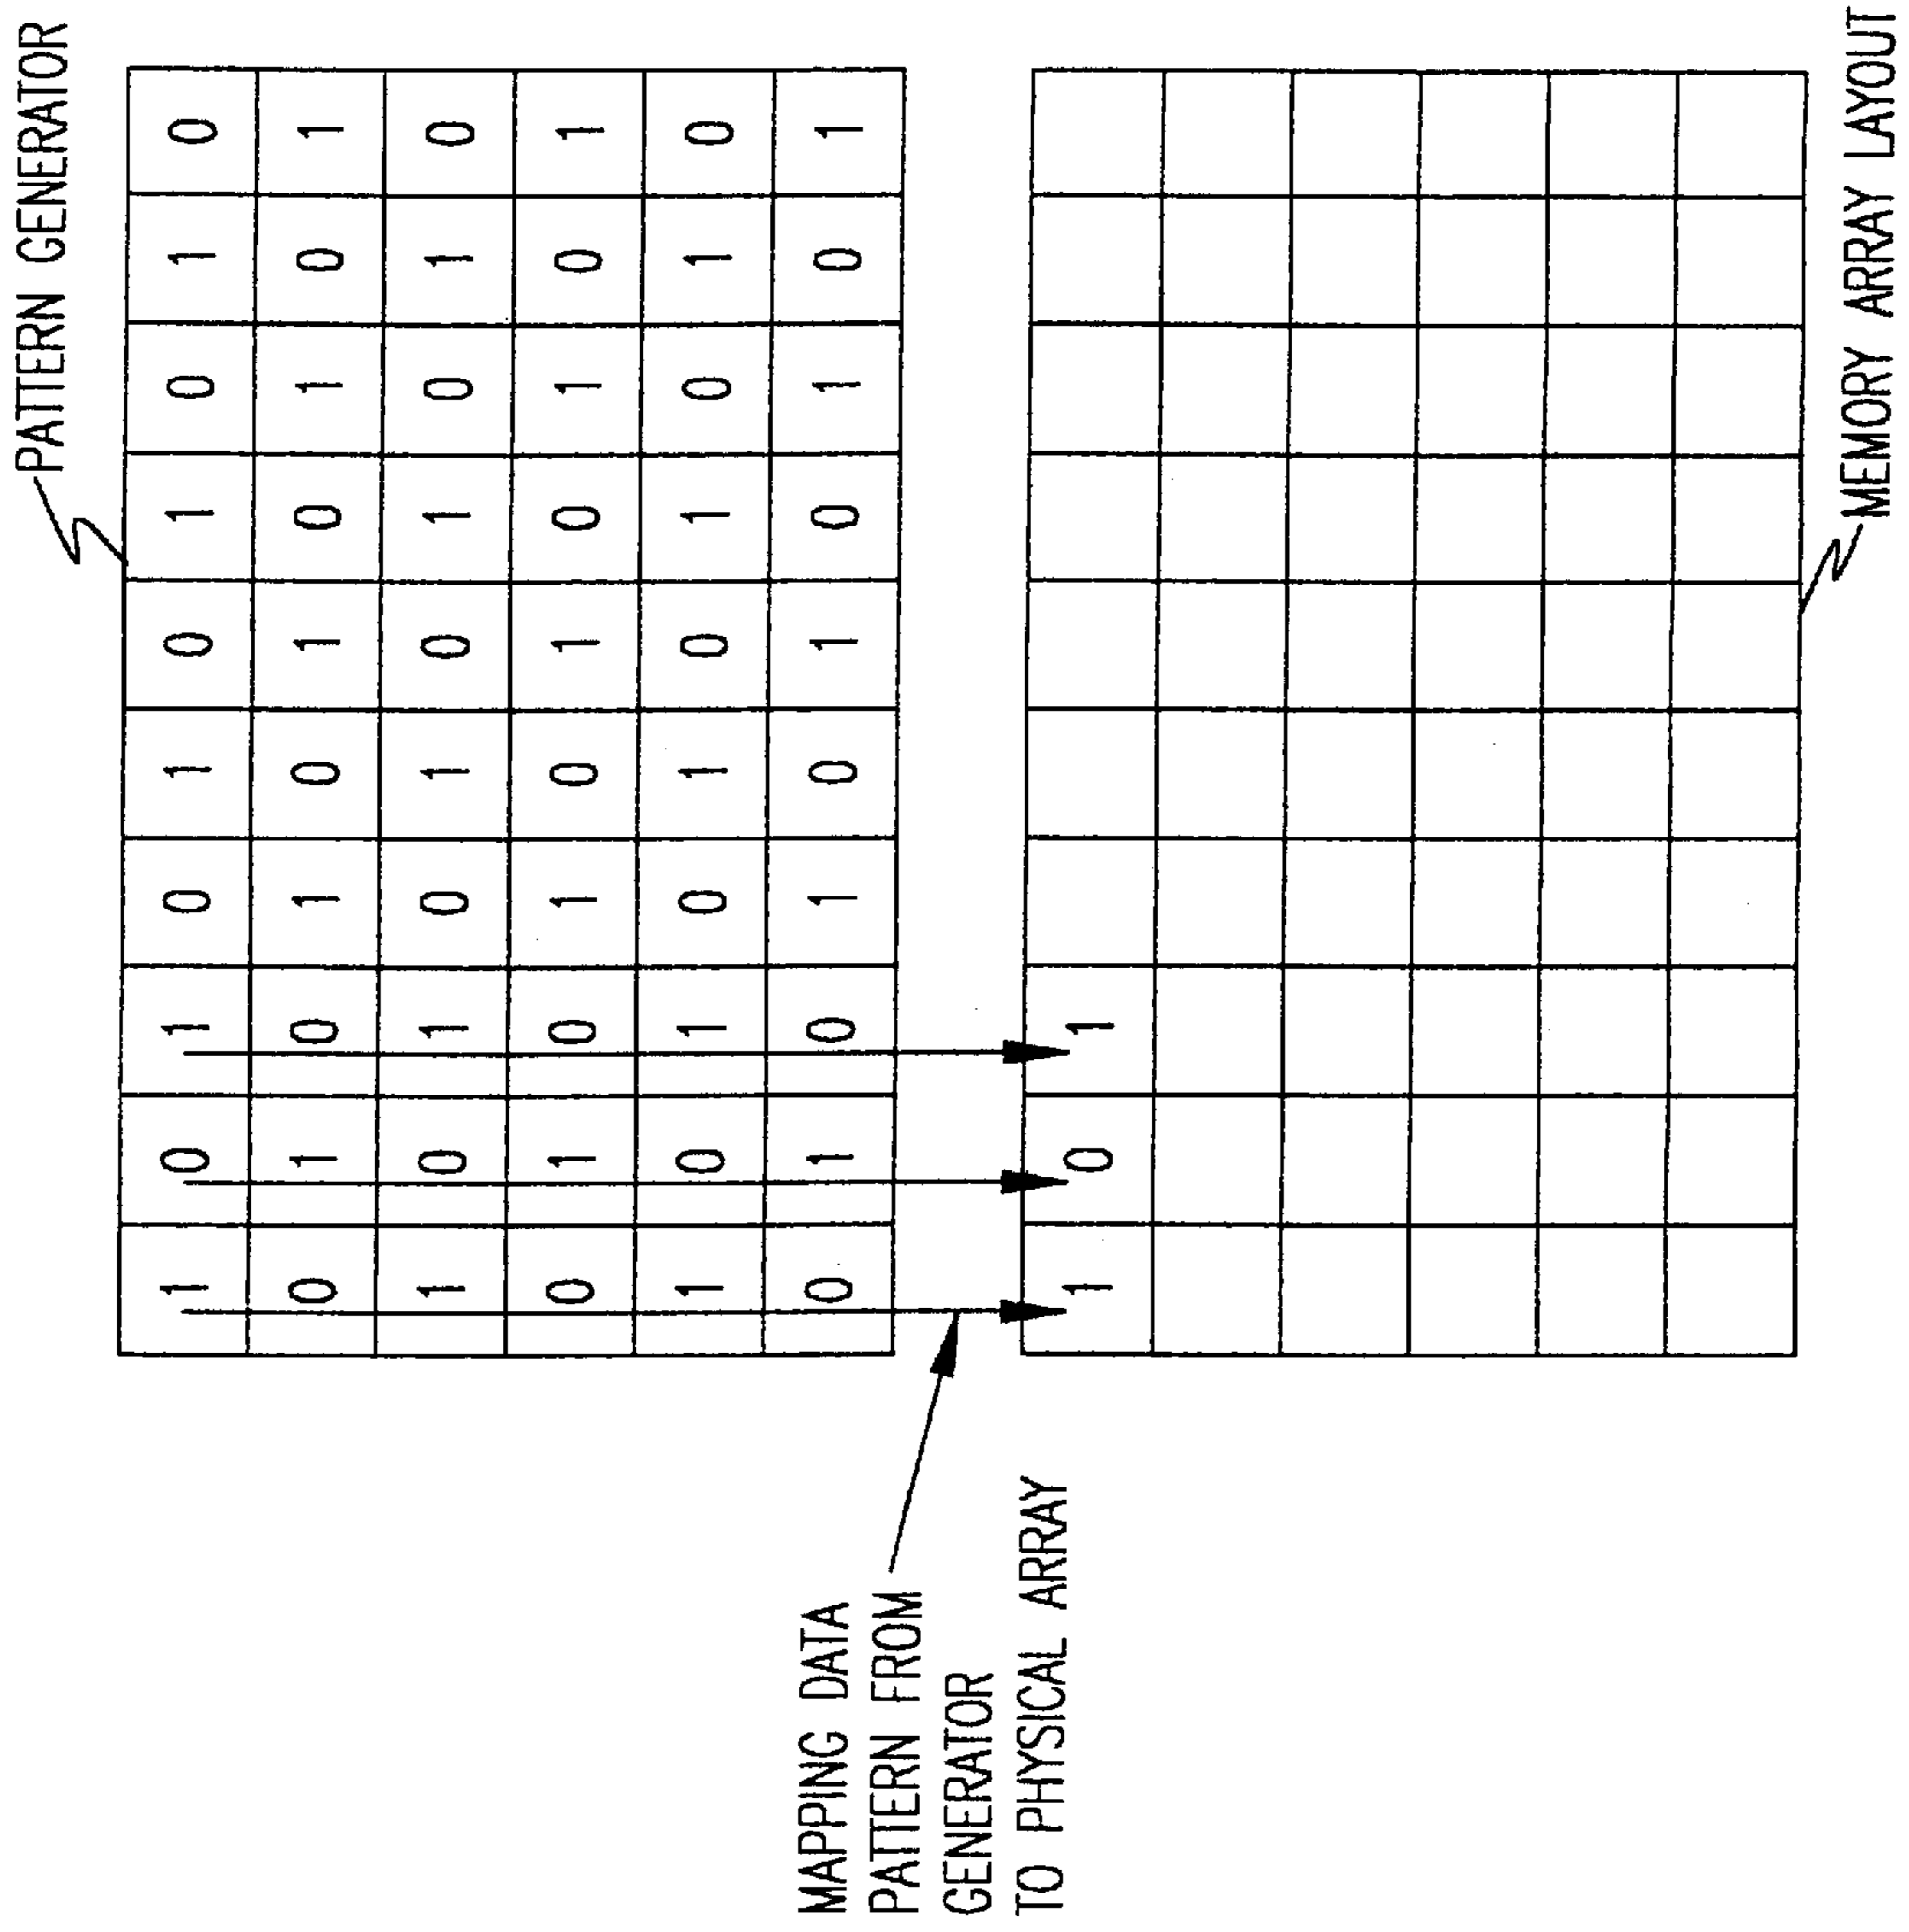 PATTERN GENERATOR
1 0 1 0 1 0 1 0 1 0
0 1 0 1 0 1 0 1 0 1
1 0 1 0 1 0 1 0 1 0
0 1 0 1 0 1 0 1 0 1
1 0 1 0 1 0 1 0 1 0
0 1 0 1 0 1 0 1 0 1
MAPPING DATA
PATTERN FROM
GENERATOR
TO PHYSICAL ARRAY
1 0 1
MEMORY ARRAY LAYOUT